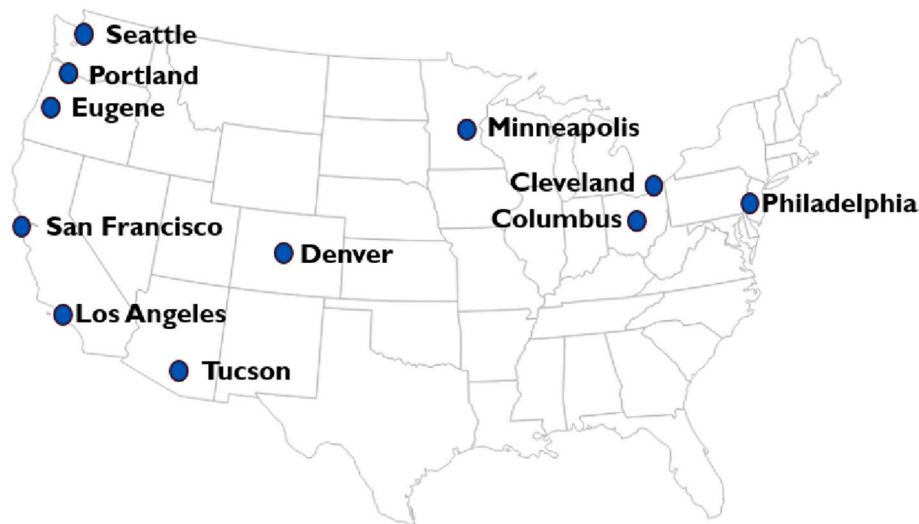 Seattle
Portland
Eugene
Minneapolis
Cleveland
Philadelphia
Columbus
San Francisco
Denver
Los Angeles
Tucson